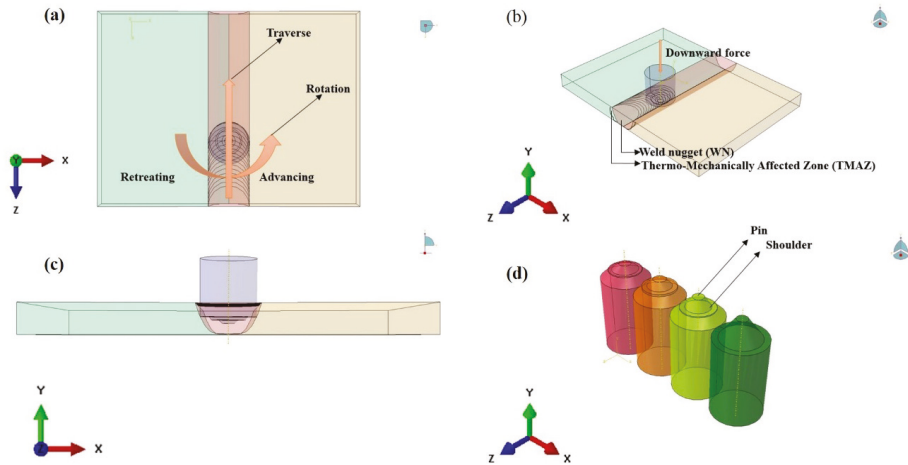 (a)
Traverse
Rotation
Retreating
Advancing
Y
X
Z
(b)
Downward force
Weld nugget (WN)
Thermo-Mechanically Affected Zone (TMAZ)
Y
Z
X
(c)
Y
Z
X
(d)
Pin
Shoulder
Y
Z
X